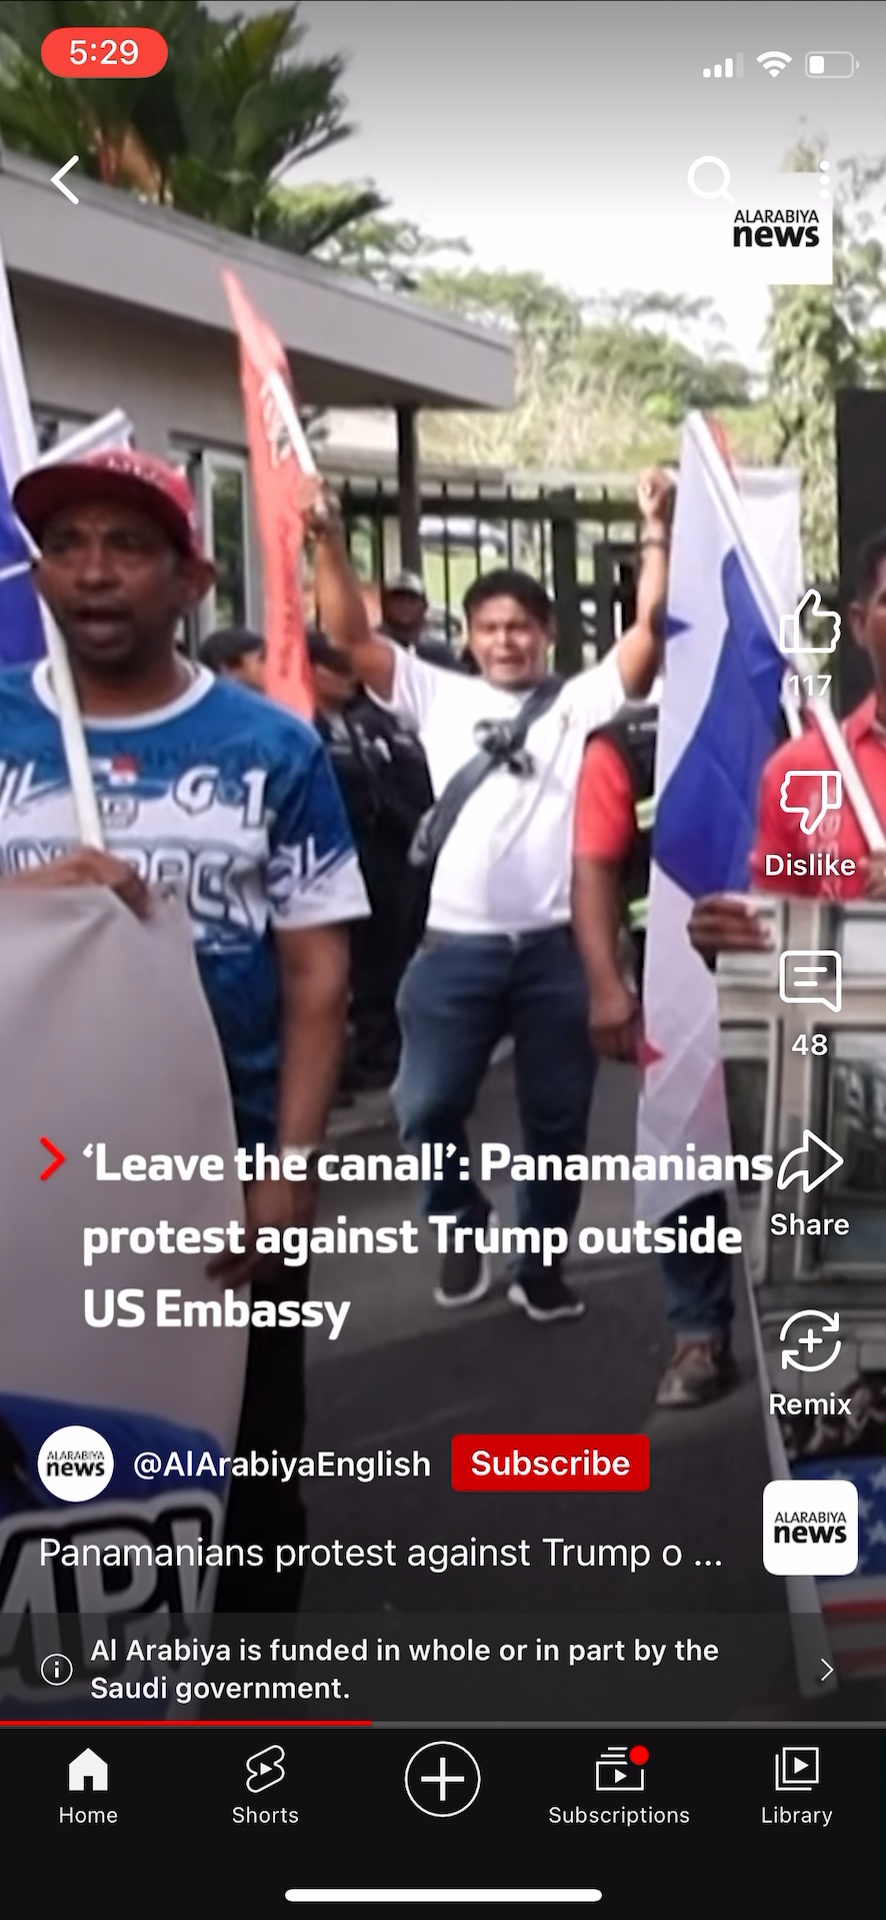 5:29
ALARABIYA
news
G-1
117
Dislike
48
‘Leave the canal!’: Panamanians
protest against Trump outside
US Embassy
Share
Remix
ALARABIYA
news
@AlArabiyaEnglish
Subscribe
ALARABIYA
news
Panamanians protest against Trump o ...
MP!
Al Arabiya is funded in whole or in part by the
Saudi government.
Home
Shorts
Subscriptions
Library